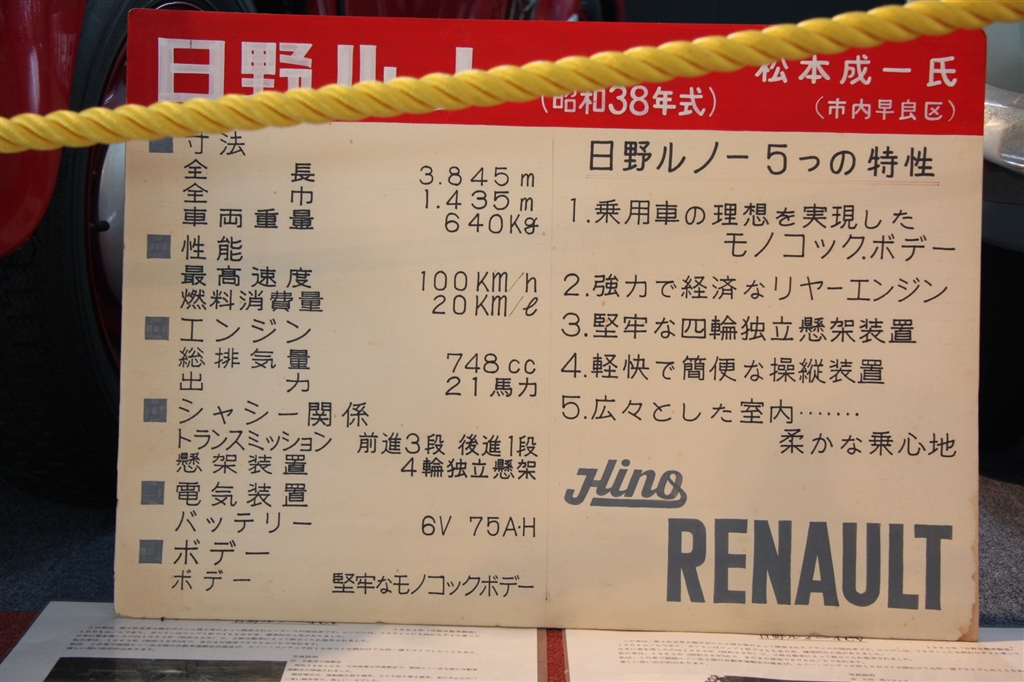 日野ルノー
(昭和38年式)
松本成一氏
(市内早良区)
寸法
全長 3.845m
全巾 1.435m
車両重量 640Kg
性能
最高速度 100KM/h
燃料消費量 20KM/ℓ
エンジン
総排気量 748cc
出力 21馬力
シャシー関係
トランスミッション 前進3段 後進1段
懸架装置 4輪独立懸架
電気装置
バッテリー 6V 75A·H
ボデー
ボデー 堅牢なモノコックボデー
日野ルノー 5つの特性
1.乗用車の理想を実現した
モノコック.ボデー
2.強力で経済なリヤーエンジン
3.堅牢な四輪独立懸架装置
4.軽快で簡便な操縦装置
5.広々とした室内‥‥‥
柔かな乗心地
Hino
RENAULT